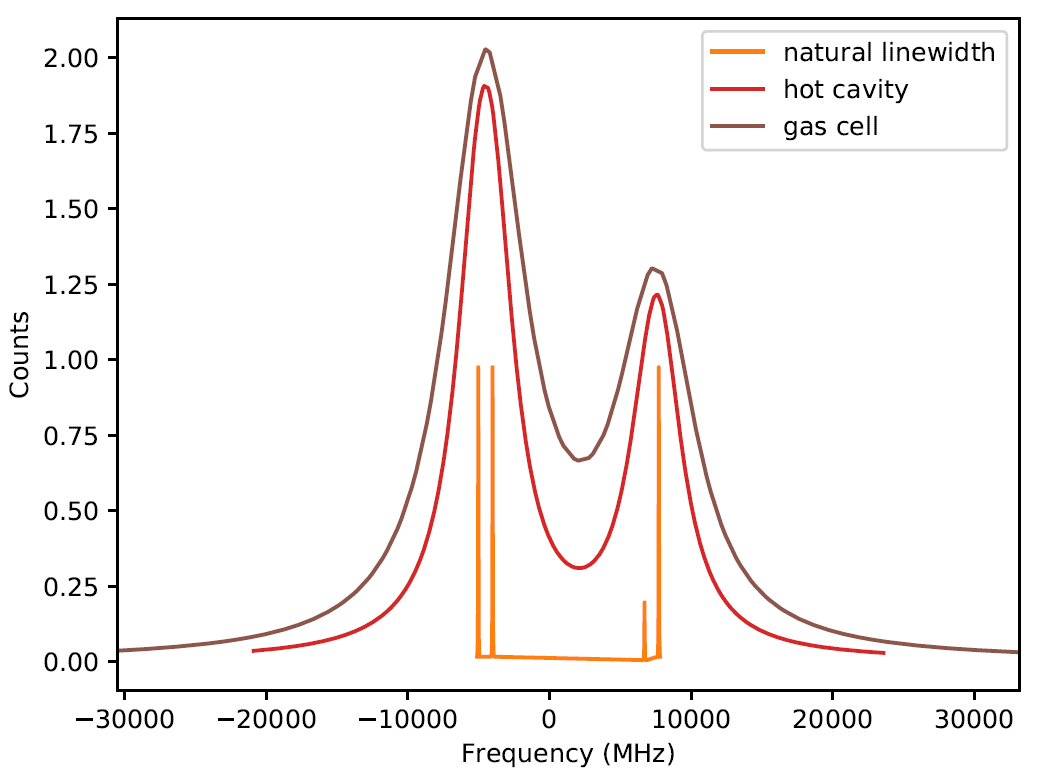 natural linewidth
hot cavity
gas cell
2.00
1.75
1.50
1.25
1.00
0.75
0.50
0.25
0.00
Counts
−30000 −20000 −10000 0 10000 20000 30000
Frequency (MHz)